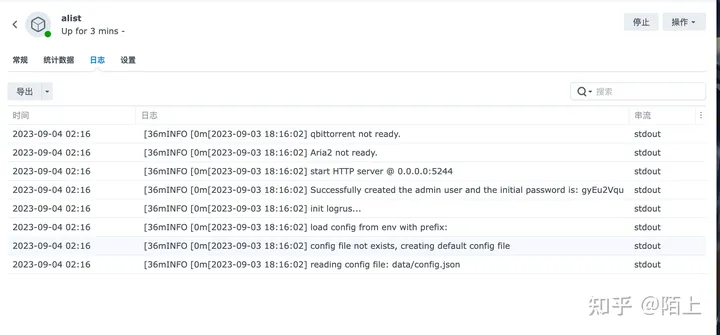 alist
Up for 3 mins -
停止
操作
常规 统计数据 日志 设置
导出
搜索
时间 日志 串流
2023-09-04 02:16 [36mINFO [0m[2023-09-03 18:16:02] qbittorrent not ready. stdout
2023-09-04 02:16 [36mINFO [0m[2023-09-03 18:16:02] Aria2 not ready. stdout
2023-09-04 02:16 [36mINFO [0m[2023-09-03 18:16:02] start HTTP server @ 0.0.0.0:5244 stdout
2023-09-04 02:16 [36mINFO [0m[2023-09-03 18:16:02] Successfully created the admin user and the initial password is: gyEu2Vqu stdout
2023-09-04 02:16 [36mINFO [0m[2023-09-03 18:16:02] init logrus... stdout
2023-09-04 02:16 [36mINFO [0m[2023-09-03 18:16:02] load config from env with prefix: stdout
2023-09-04 02:16 [36mINFO [0m[2023-09-03 18:16:02] config file not exists, creating default config file stdout
2023-09-04 02:16 [36mINFO [0m[2023-09-03 18:16:02] reading config file: data/config.json stdout
知乎 @陌上